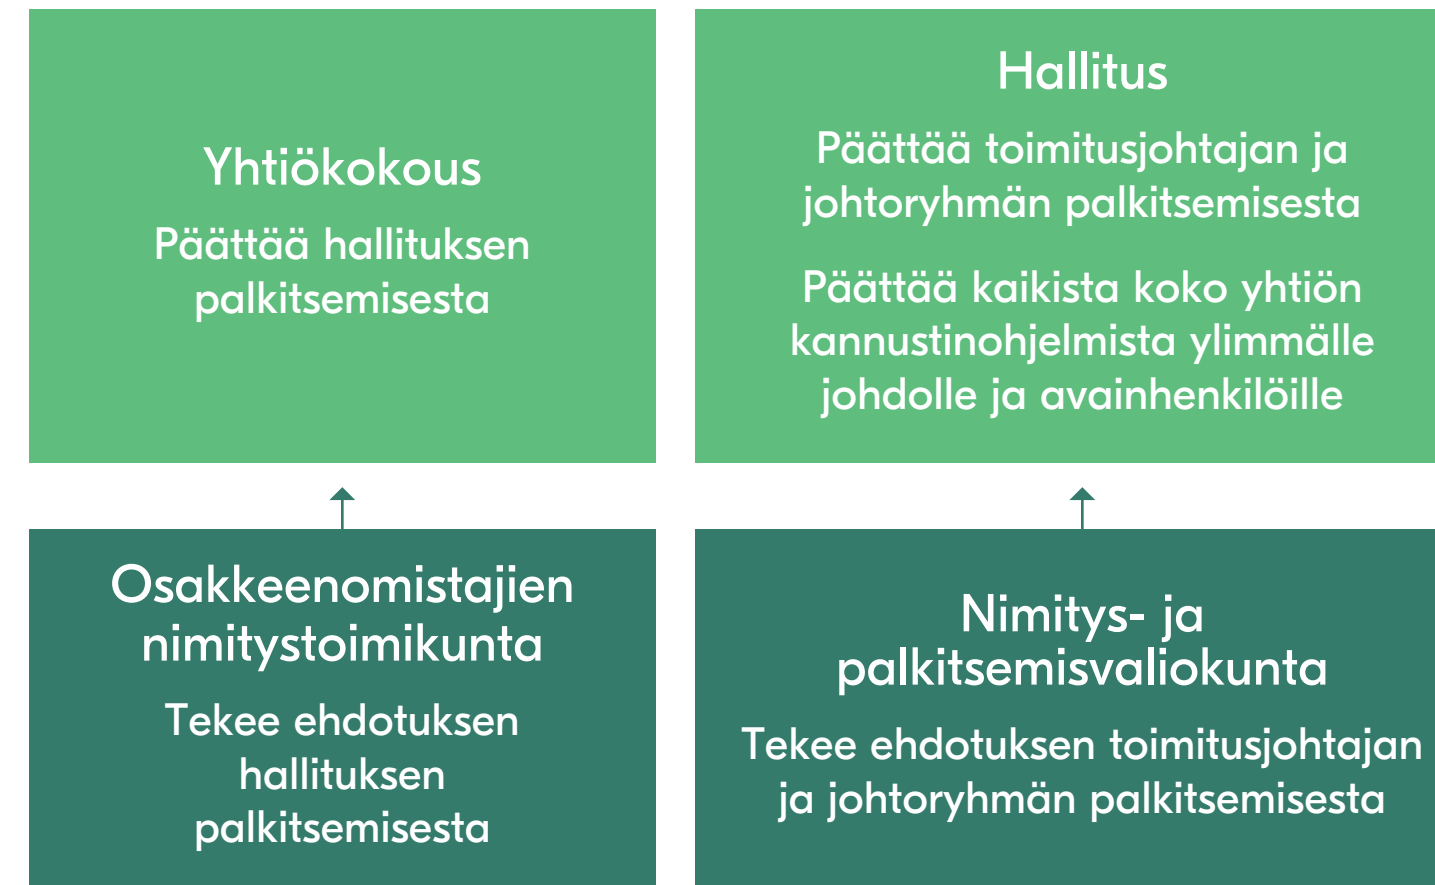 Yhtiökokous
Päättää hallituksen
palkitsemisesta
Hallitus
Päättää toimitusjohtajan ja
johtoryhmän palkitsemisesta
Päättää kaikista koko yhtiön
kannustinohjelmista ylimmälle
johdolle ja avainhenkilöille
Osakkeenomistajien
nimitystoimikunta
Tekee ehdotuksen
hallituksen
palkitsemisesta
Nimitys- ja
palkitsemisvaliokunta
Tekee ehdotuksen toimitusjohtajan
ja johtoryhmän palkitsemisesta